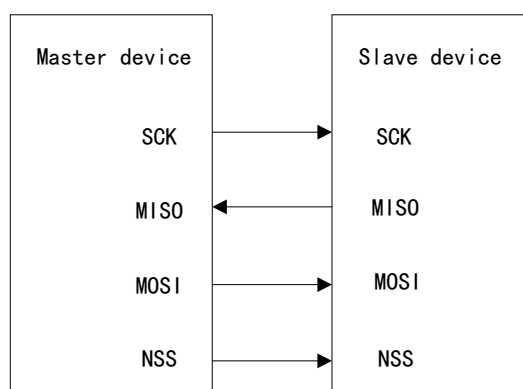 Master device
Slave device
SCK
SCK
MISO
MISO
MOSI
MOSI
NSS
NSS